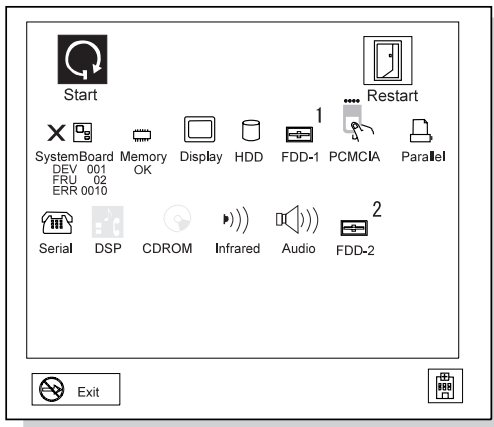 Start
Restart
1
X
SystemBoard Memory Display HDD FDD-1 PCMCIA Parallel
DEV 001 OK
FRU 02
ERR 0010
2
Serial DSP CDROM Infrared Audio FDD-2
Exit